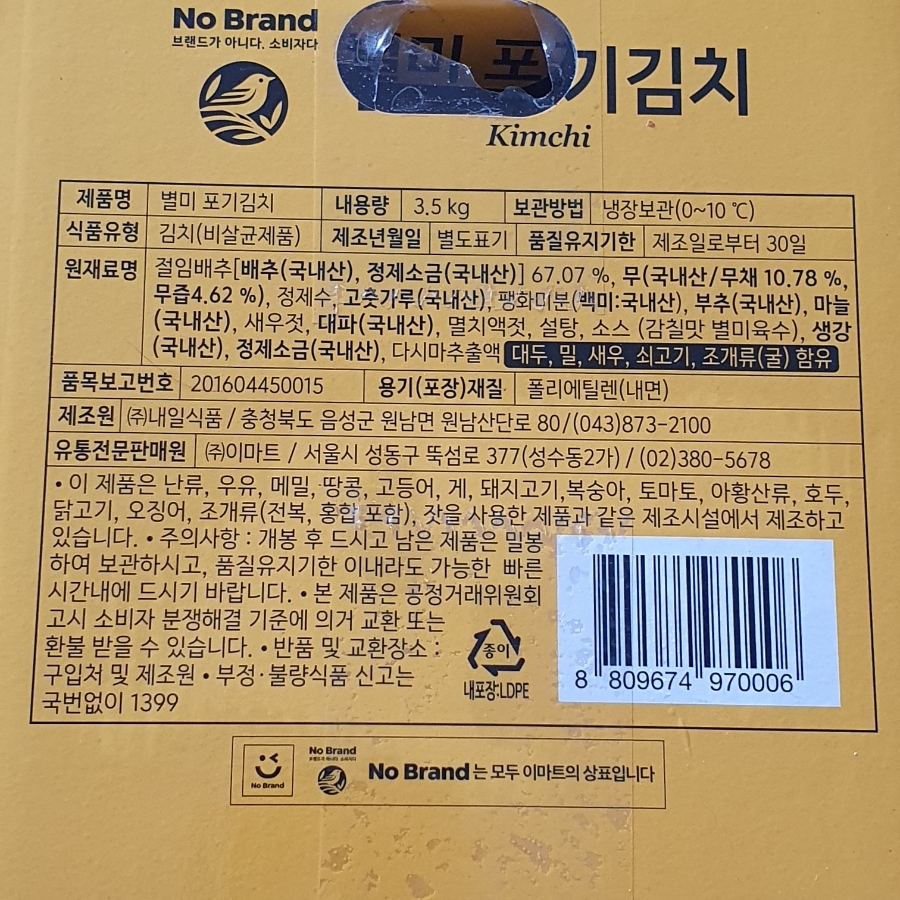 No Brand
브랜드가 아니다. 소비자다
별미 포기김치
Kimchi
제품명 별미 포기김치 내용량 3.5 kg 보관방법 냉장보관(0~10 ℃)
식품유형 김치(비살균제품) 제조년월일 별도표기 품질유지기한 제조일로부터 30일
원재료명 절임배추[배추(국내산), 정제소금(국내산)] 67.07 %, 무(국내산/무채 10.78 %,
무즙4.62 %), 정제수, 고춧가루(국내산), 팽화미분(백미:국내산), 부추(국내산), 마늘
(국내산), 새우젓, 대파(국내산), 멸치액젓, 설탕, 소스 (감칠맛 별미육수), 생강
(국내산), 정제소금(국내산), 다시마추출액 대두, 밀, 새우, 쇠고기, 조개류(굴) 함유
품목보고번호 201604450015 용기(포장)재질 폴리에틸렌(내면)
제조원 ㈜내일식품 / 충청북도 음성군 원남면 원남산단로 80/(043)873-2100
유통전문판매원 ㈜이마트 / 서울시 성동구 뚝섬로 377(성수동2가) / (02)380-5678
• 이 제품은 난류, 우유, 메밀, 땅콩, 고등어, 게, 돼지고기,복숭아, 토마토, 아황산류, 호두,
닭고기, 오징어, 조개류(전복, 홍합 포함), 잣을 사용한 제품과 같은 제조시설에서 제조하고
있습니다. • 주의사항 : 개봉 후 드시고 남은 제품은 밀봉
하여 보관하시고, 품질유지기한 이내라도 가능한 빠른
시간내에 드시기 바랍니다. • 본 제품은 공정거래위원회
고시 소비자 분쟁해결 기준에 의거 교환 또는
환불 받을 수 있습니다. • 반품 및 교환장소 :
구입처 및 제조원 • 부정·불량식품 신고는
국번없이 1399
종이
내포장:LDPE
8 809674 970006
No Brand
No Brand
브랜드가 아니다. 소비자다
No Brand는 모두 이마트의 상표입니다